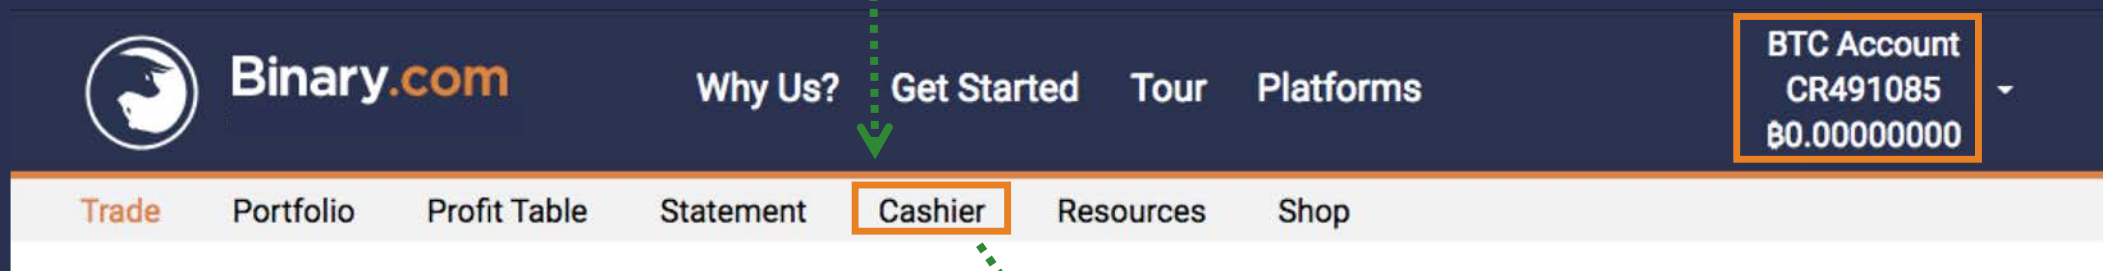 Binary.com
Why Us? Get Started Tour Platforms
BTC Account
CR491085
฿0.00000000
Trade Portfolio Profit Table Statement Cashier Resources Shop